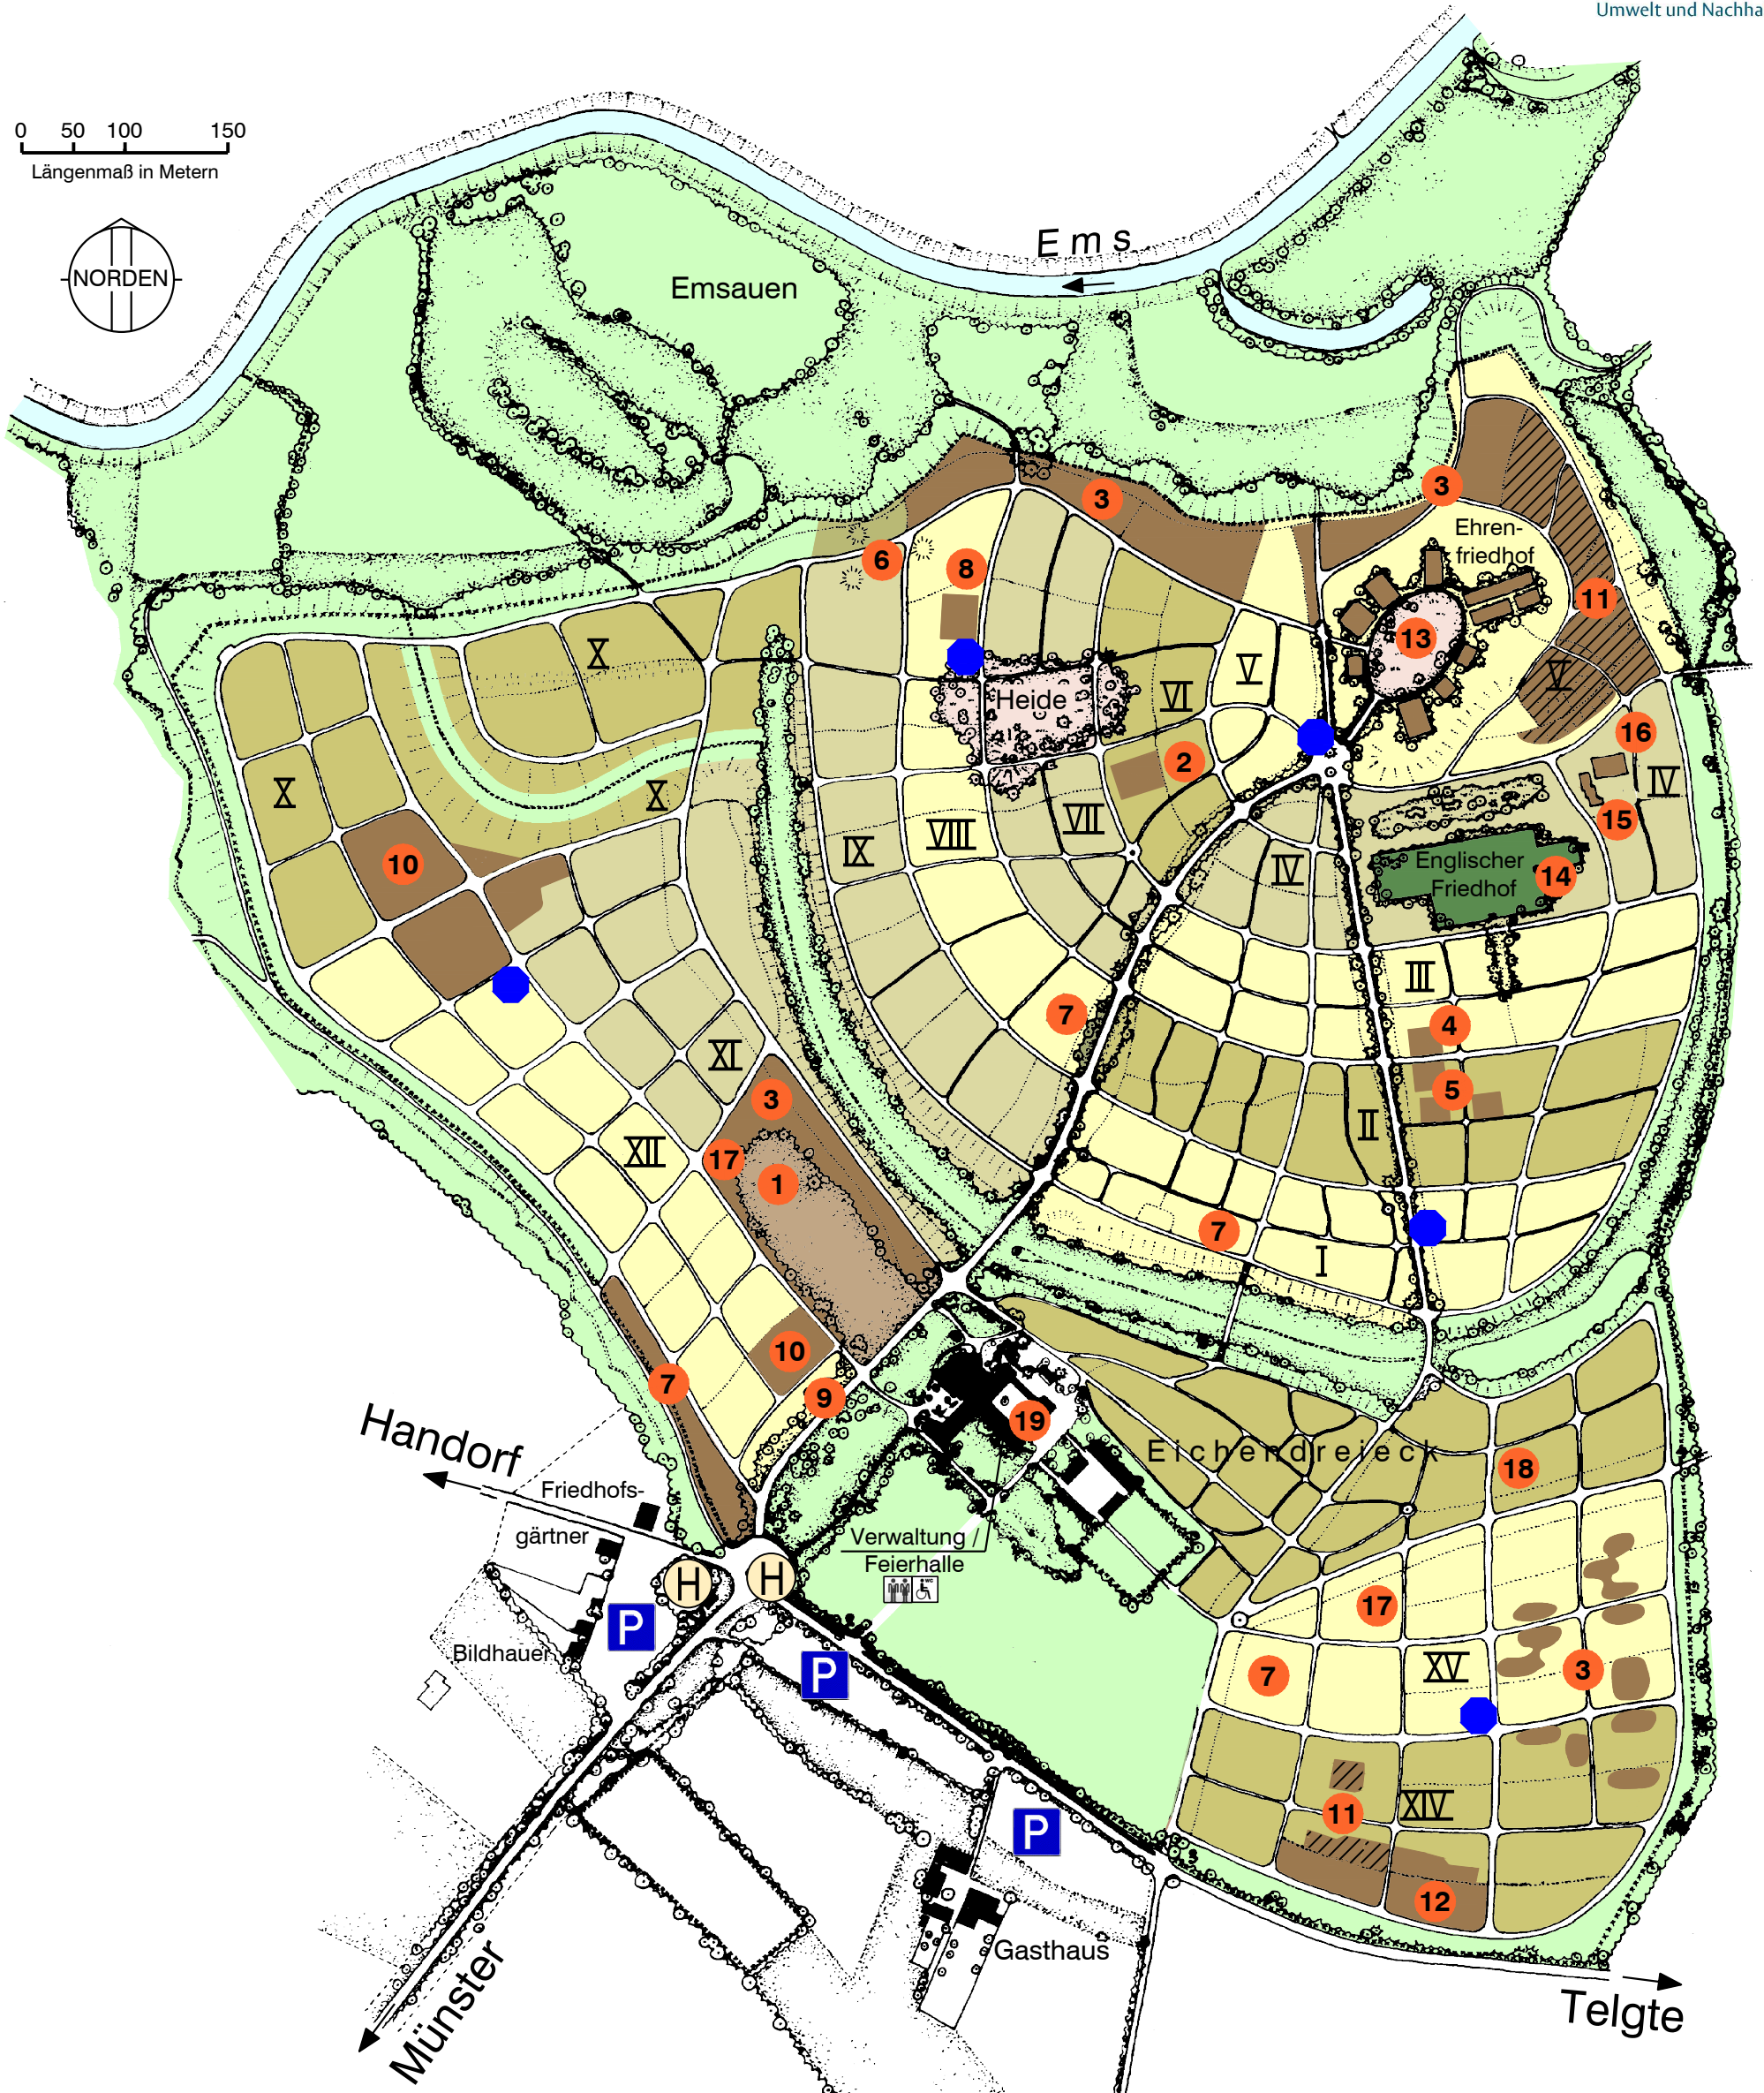 Umwelt und Nachha
0 50 100 150
Längenmaß in Metern
NORDEN
Ems
Emsauen
3
3
Ehren-
friedhof
6
8
11
13
X
V
V
Heide
VI
16
2
X
X
IV
VII
15
IX
VIII
Englischer
Friedhof
14
IV
10
III
7
4
XI
5
3
II
XII
17
1
7
I
10
7
9
19
Handorf
Eichendreieck
18
Friedhofs-
gärtner
Verwaltung /
Feierhalle
WC
H
H
17
P
Bildhauer
P
7
XV
3
11
XIV
P
12
Gasthaus
Münster
Telgte